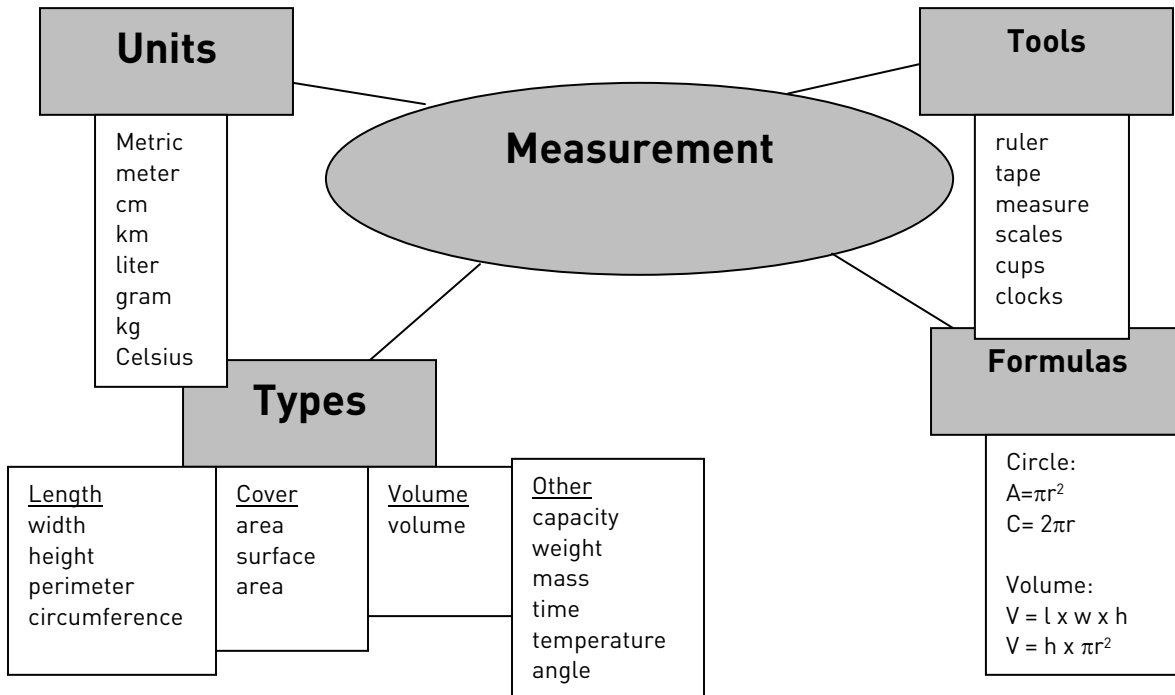 Measurement
Units
Metric
meter
cm
km
liter
gram
kg
Celsius
Tools
ruler
tape
measure
scales
cups
clocks
Types
Length
width
height
perimeter
circumference
Cover
area
surface
area
Volume
volume
Other
capacity
weight
mass
time
temperature
angle
Formulas
Circle:
A=πr²
C= 2πr
Volume:
V = l x w x h
V = h x πr²